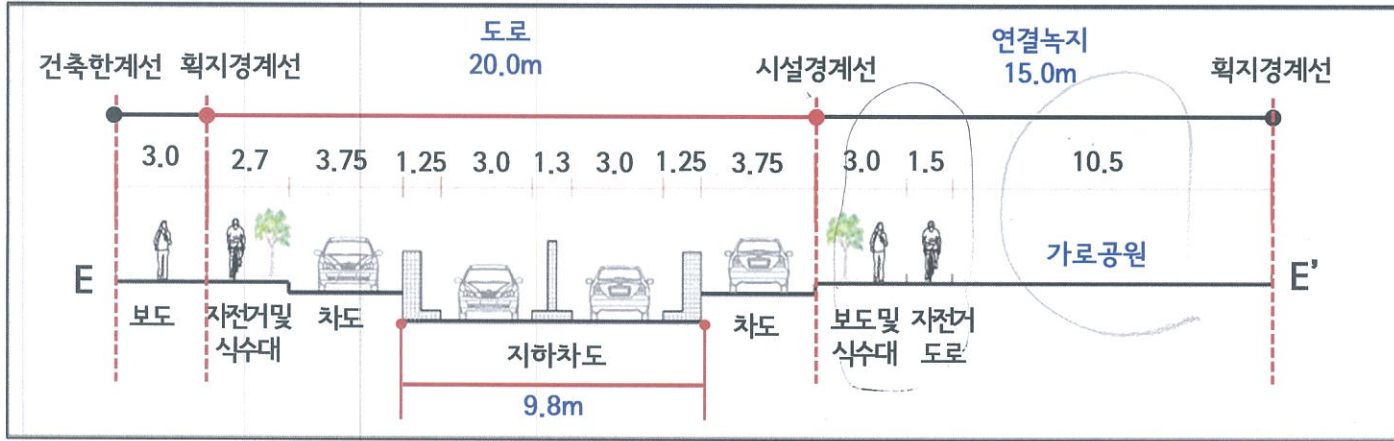 도로
20.0m
연결녹지
15.0m
건축한계선 획지경계선 시설경계선 획지경계선
3.0 2.7 3.75 1.25 3.0 1.3 3.0 1.25 3.75 3.0 1.5 10.5
가로공원
E E'
보도 자전거 및 차도 차도 보도 및 자전거
식수대 식수대 도로
지하차도
9.8m